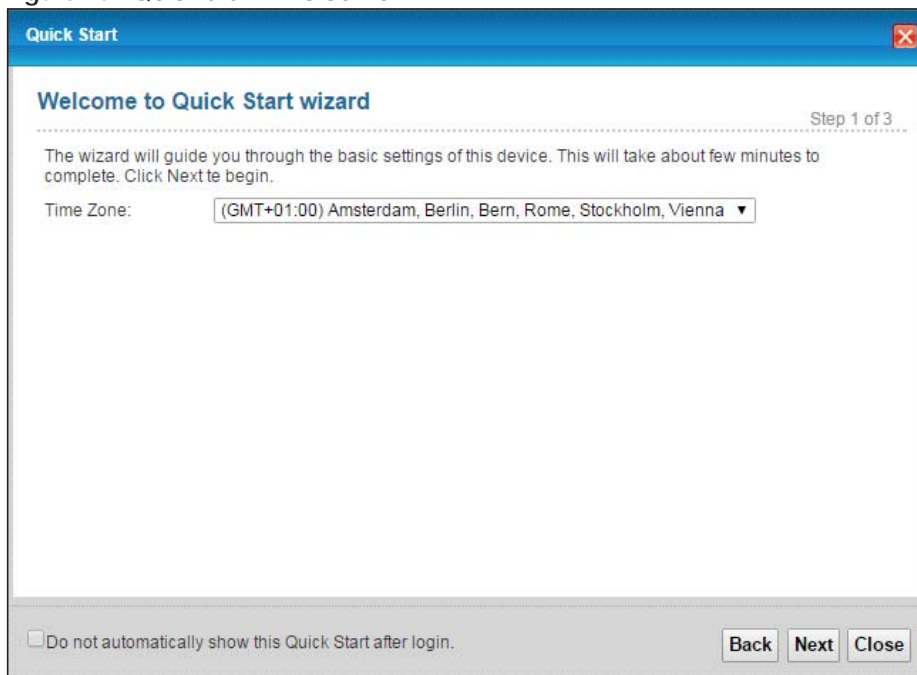 Quick Start
Welcome to Quick Start wizard
Step 1 of 3
The wizard will guide you through the basic settings of this device. This will take about few minutes to
complete. Click Next te begin.
Time Zone:
(GMT+01:00) Amsterdam, Berlin, Bern, Rome, Stockholm, Vienna
Do not automatically show this Quick Start after login.
Back Next Close